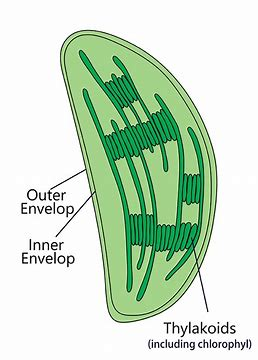 Outer
Envelop
Inner
Envelop
Thylakoids
(including chlorophyl)